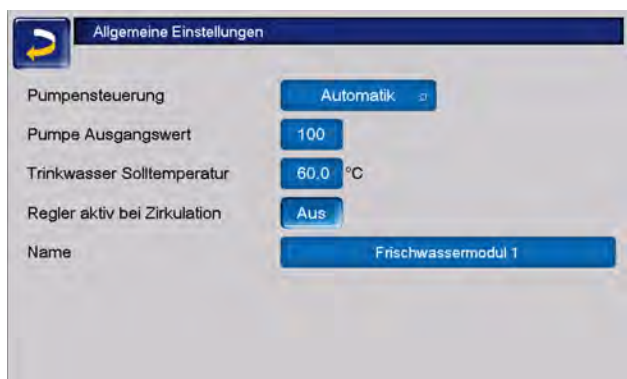 Allgemeine Einstellungen
Pumpensteuerung Automatik
Pumpe Ausgangswert 100
Trinkwasser Solltemperatur 60,0 °C
Regler aktiv bei Zirkulation Aus
Name Frischwassermodul 1